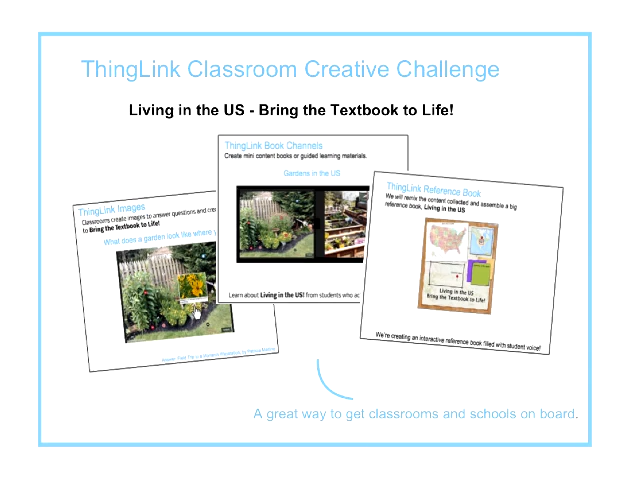 ThingLink Classroom Creative Challenge
Living in the US - Bring the Textbook to Life!
ThingLink Images
Classrooms create images to answer questions and cre
to Bring the Textbook to Life!
What does a garden look like where y
ThingLink Book Channels
Create mini content books or guided learning materials.
Gardens in the US
Learn about Living in the US! from students who ac
ThingLink Reference Book
We will remix the content collected and assemble a big
reference book, Living in the US
Living in the US
Bring the Textbook to Life!
We're creating an interactive reference book filled with student voice!
A great way to get classrooms and schools on board.